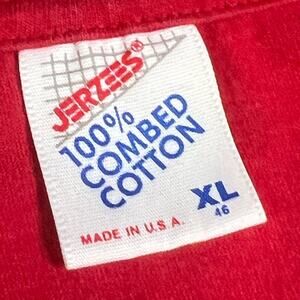 JERZEES
100%
COMBED
COTTON
XL
46
MADE IN U.S.A.